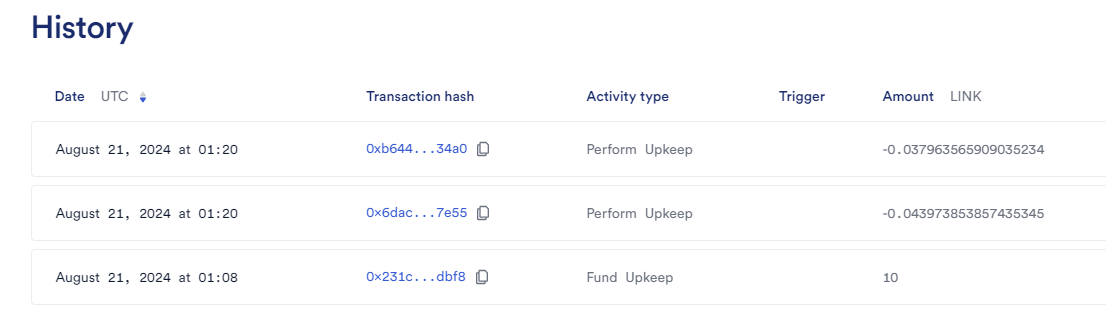 History
Date UTC Transaction hash Activity type Trigger Amount LINK
August 21, 2024 at 01:20 0xb644...34a0 Perform Upkeep -0.037963565909035234
August 21, 2024 at 01:20 0x6dac...7e55 Perform Upkeep -0.043973853857435345
August 21, 2024 at 01:08 0x231c...dbf8 Fund Upkeep 10